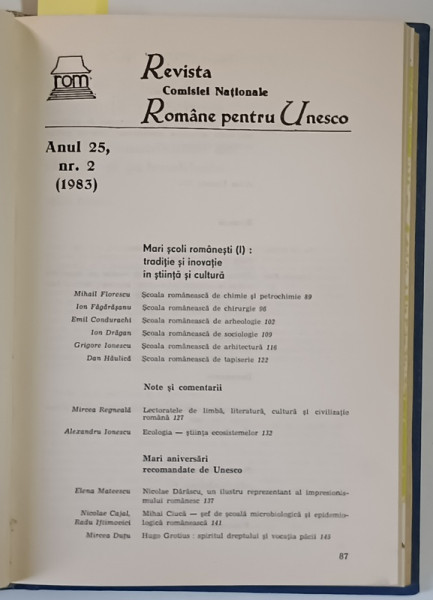 rom
Revista
Comisiei Naționale
Române pentru Unesco
Anul 25,
nr. 2
(1983)
Mari școli românești (I) :
tradiție și inovație
in știință și cultură
Mihail Florescu Școala românească de chimie și petrochimie 89
Ion Făgărășanu Școala românească de chirurgie 98
Emil Condurachi Școala românească de arheologie 102
Ion Drăgan Școala românească de sociologie 109
Grigore Ionescu Școala românească de arhitectură 116
Dan Hăulică Școala românească de tapiserie 122
Note și comentarii
Mircea Regneală Lectoratele de limbă, literatură, cultură și civilizație
română 127
Alexandru Ionescu Ecologia — știința ecosistemelor 132
Mari aniversări
recomandate de Unesco
Elena Mateescu Nicolae Dărăscu, un ilustru reprezentant al impresionis-
mului românesc 137
Nicolae Cajal, Mihai Ciucă — șef de școală microbiologică și epidemio-
Radu Iftimovici logică românească 141
Mircea Duțu Hugo Grotius : spiritul dreptului și vocația păcii 145
87